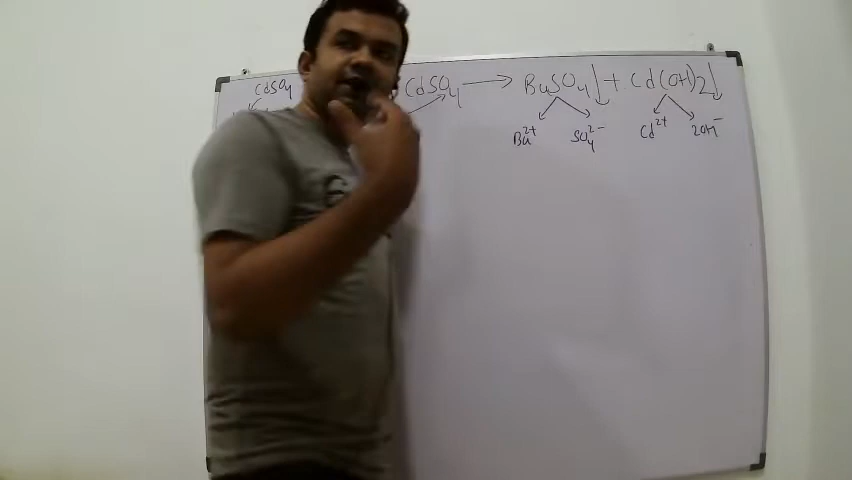 CdSO₄ CdSO₄ → BaSO₄↓ + Cd(OH)₂↓
Ba²⁺ SO₄²⁻ Cd²⁺ 2OH⁻